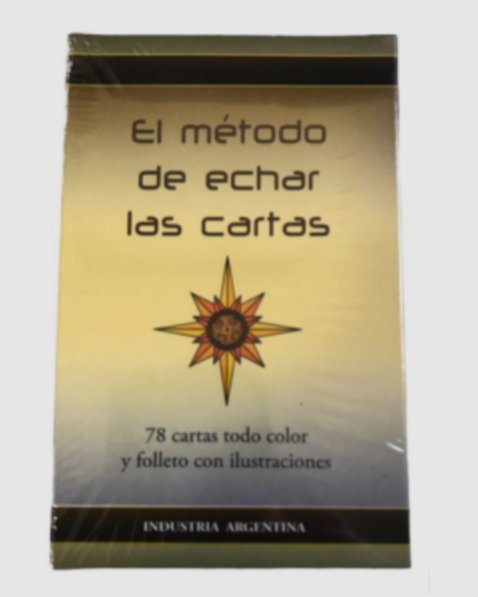 El método
de echar
las cartas
78 cartas todo color
y folleto con ilustraciones
INDUSTRIA ARGENTINA